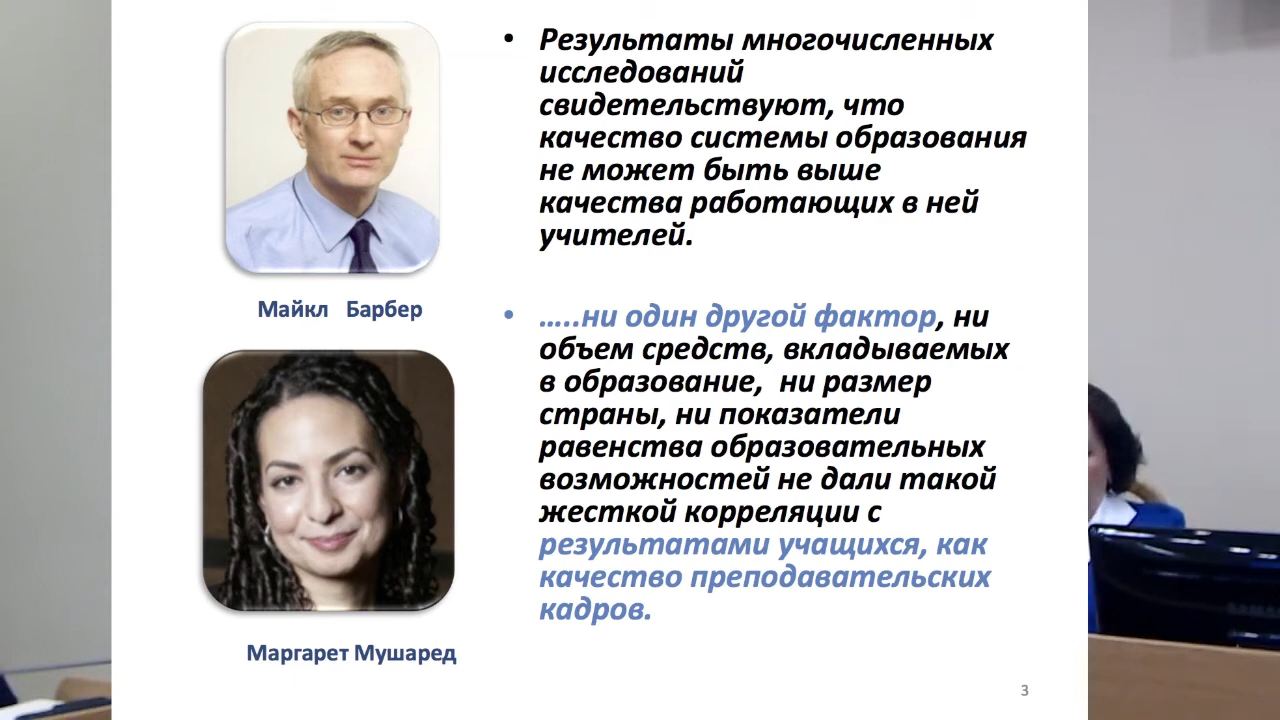 Майкл Барбер
Маргарет Мушаред
• Результаты многочисленных
исследований
свидетельствуют, что
качество системы образования
не может быть выше
качества работающих в ней
учителей.
• …..ни один другой фактор, ни
объем средств, вкладываемых
в образование, ни размер
страны, ни показатели
равенства образовательных
возможностей не дали такой
жесткой корреляции с
результатами учащихся, как
качество преподавательских
кадров.
3